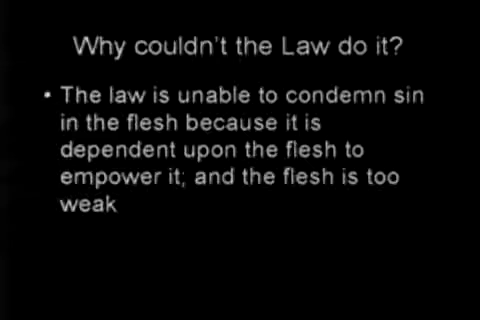 Why couldn't the Law do it?
• The law is unable to condemn sin
in the flesh because it is
dependent upon the flesh to
empower it; and the flesh is too
weak